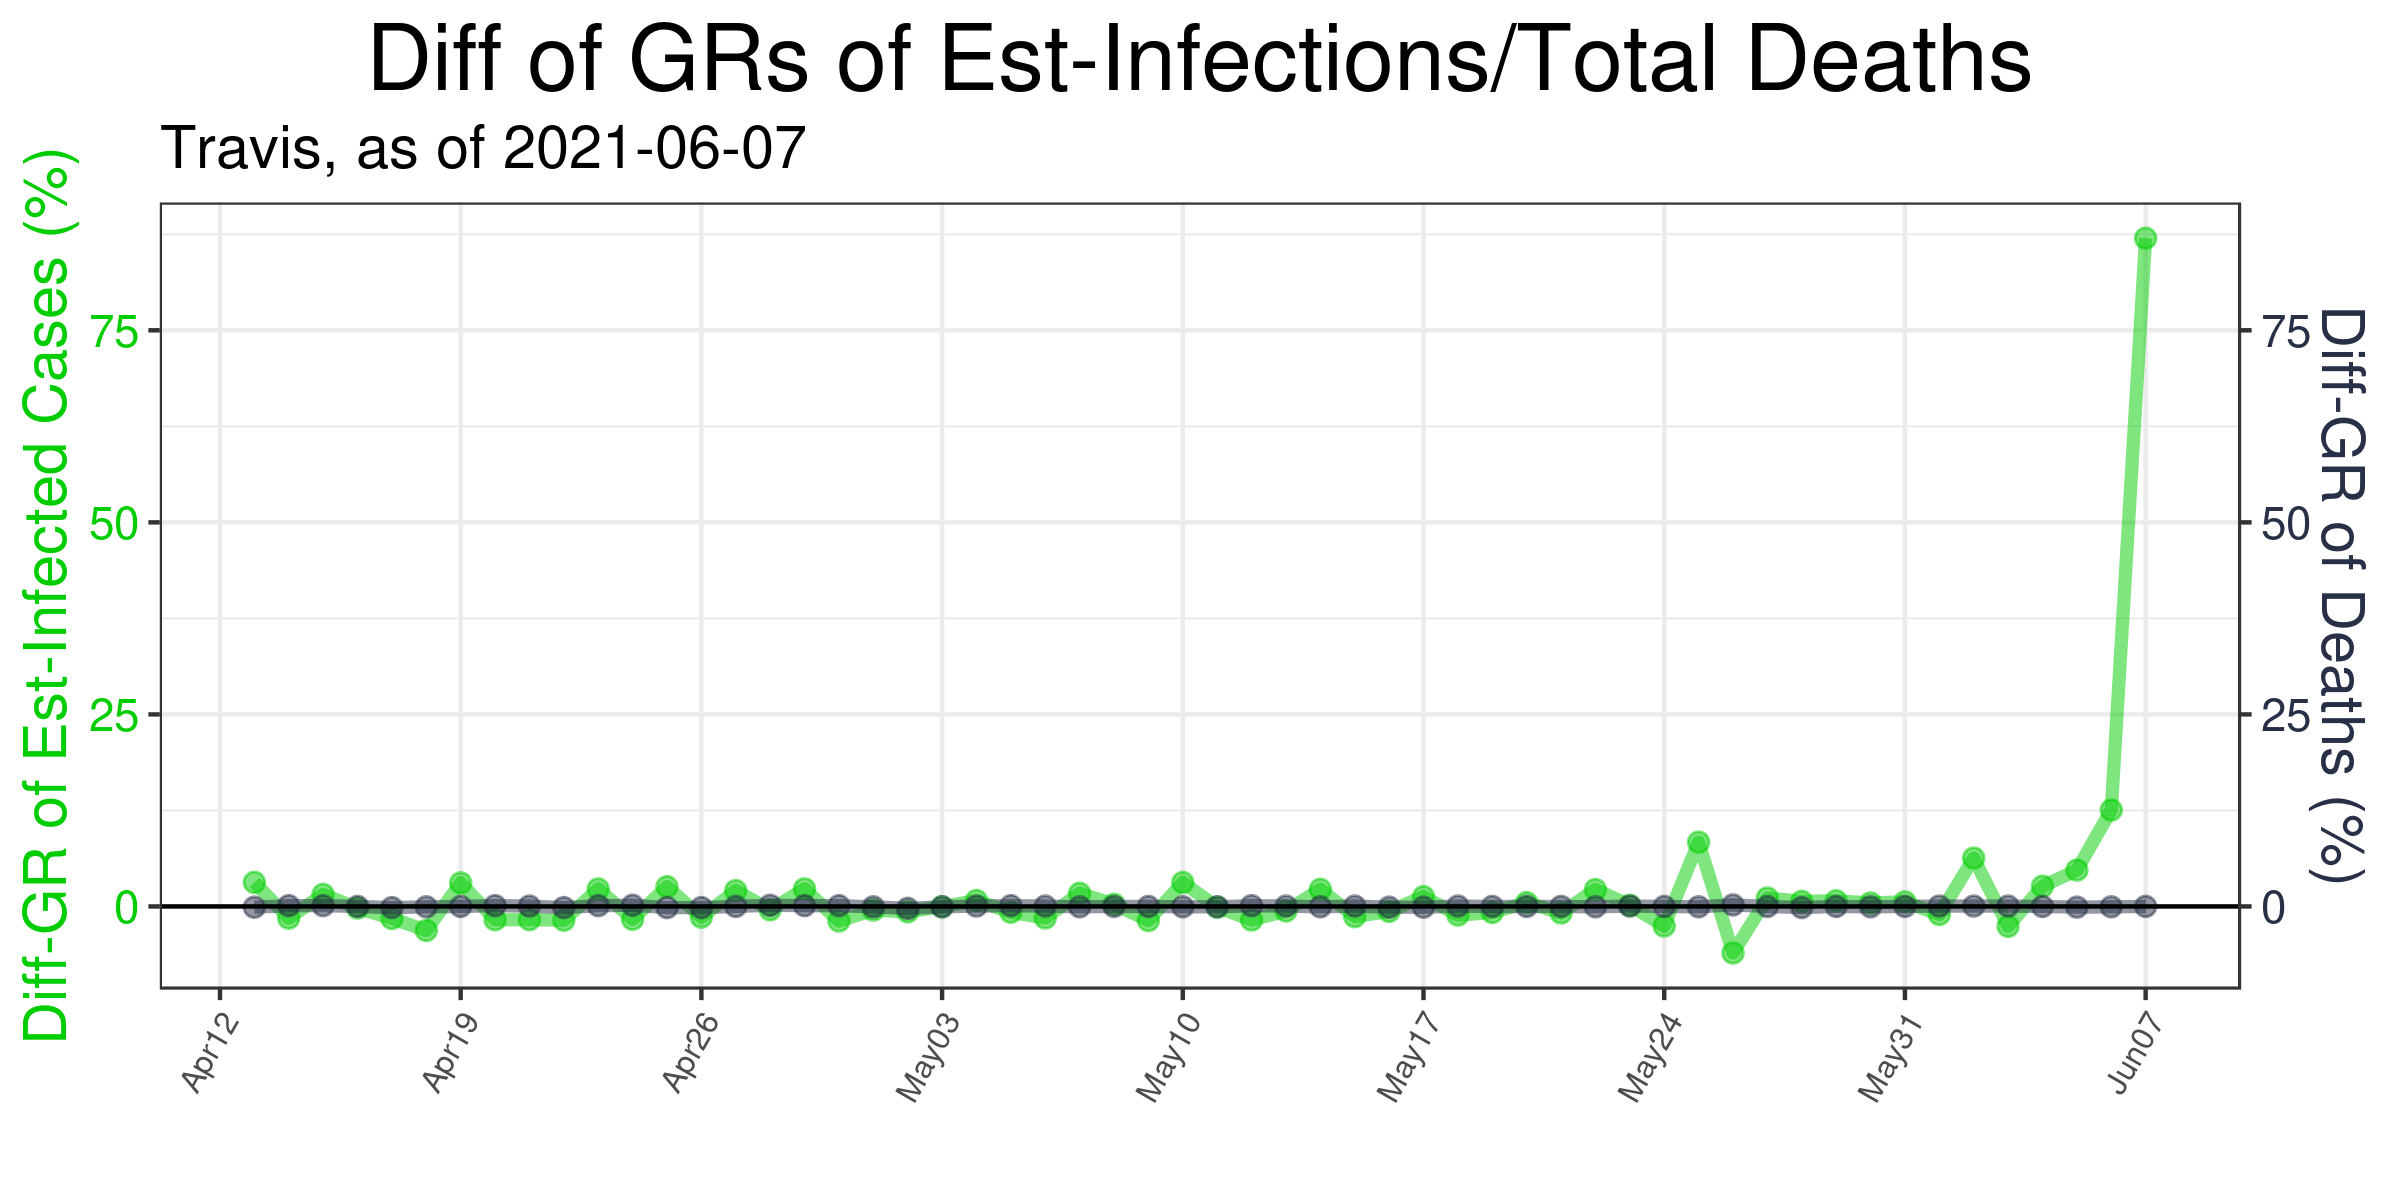 Diff of GRs of Est-Infections/Total Deaths
Travis, as of 2021-06-07
Diff-GR of Est-Infected Cases (%)
75
50
25
0
75
50
25
0
Diff-GR of Deaths (%)
Apr12
Apr19
Apr26
May03
May10
May17
May24
May31
Jun07